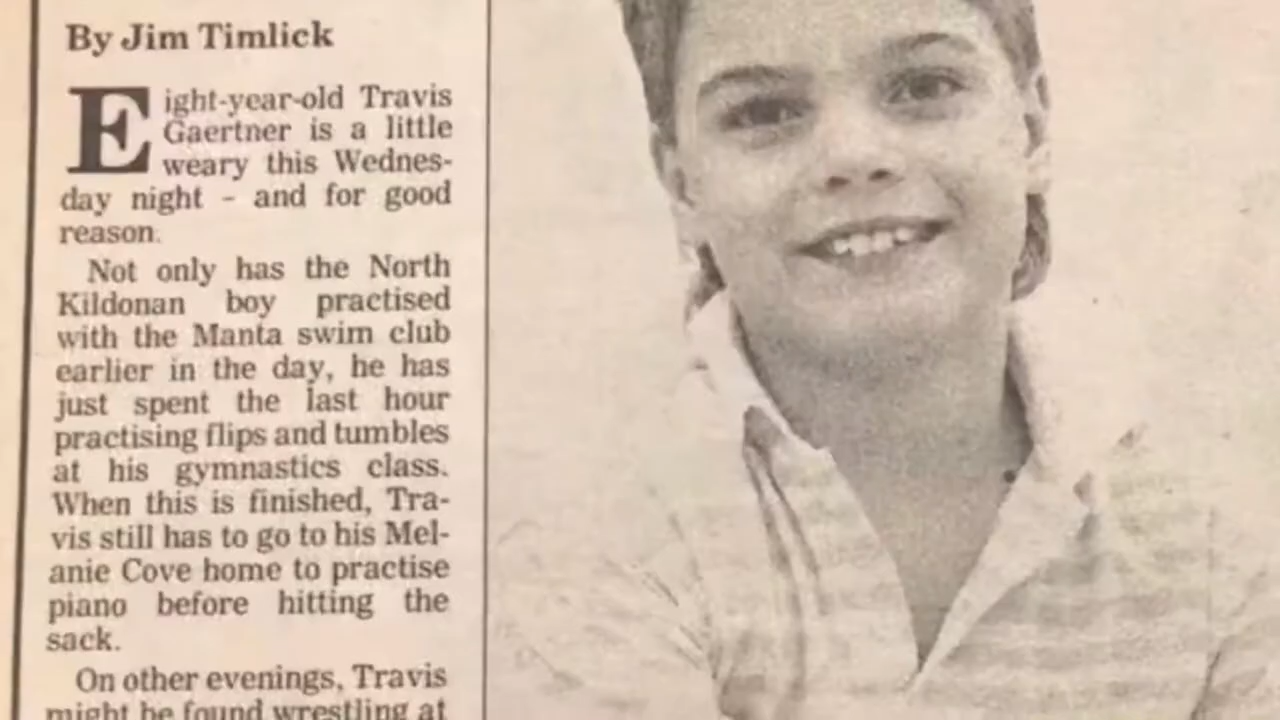 By Jim Timlick
Eight-year-old Travis
Gaertner is a little
weary this Wednes-
day night - and for good
reason.
Not only has the North
Kildonan boy practised
with the Manta swim club
earlier in the day, he has
just spent the last hour
practising flips and tumbles
at his gymnastics class.
When this is finished, Tra-
vis still has to go to his Mel-
anie Cove home to practise
piano before hitting the
sack.
On other evenings, Travis
might be found wrestling at